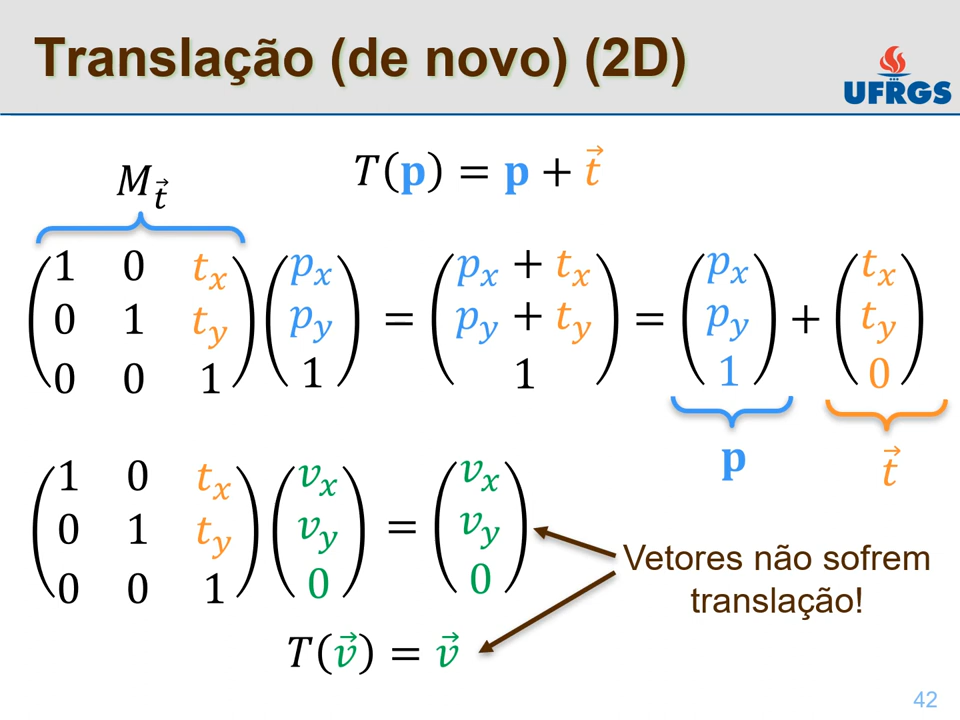 Translação (de novo) (2D)
UFRGS
M_t⃗
T(p) = p + t⃗
(1 0 t_x) (p_x) (p_x + t_x) (p_x) (t_x)
(0 1 t_y) (p_y) = (p_y + t_y) = (p_y) + (t_y)
(0 0 1) (1) (1) (1) (0)
p t⃗
(1 0 t_x) (v_x) (v_x)
(0 1 t_y) (v_y) = (v_y)
(0 0 1) (0) (0)
Vetores não sofrem
translação!
T(v⃗) = v⃗
42